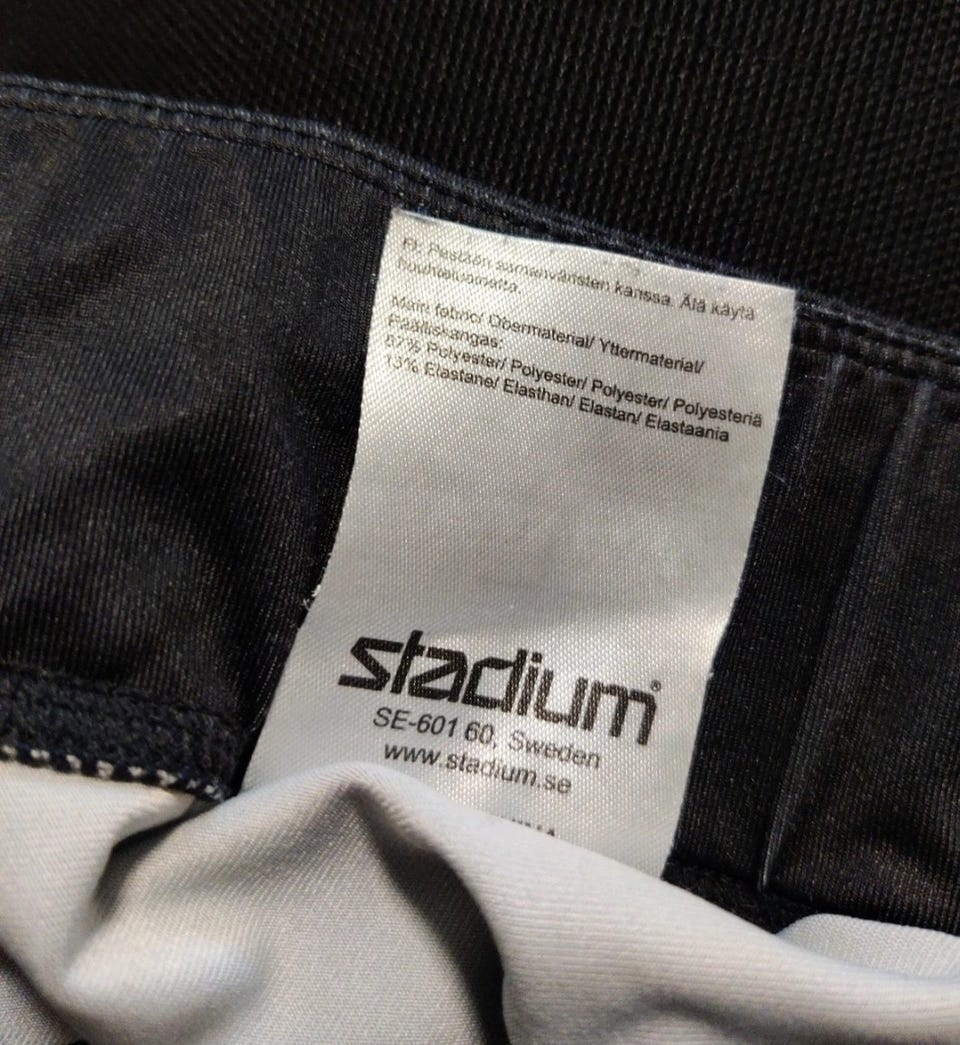 FI: Pestään samanväristen kanssa. Älä käytä
huuhteluainetta.
Main fabric/ Obermaterial/ Yttermaterial/
Päälliskangas:
87% Polyester/ Polyester/ Polyester/ Polyesteriä
13% Elastane/ Elasthan/ Elastan/ Elastaania
stadium®
SE-601 60, Sweden
www.stadium.se